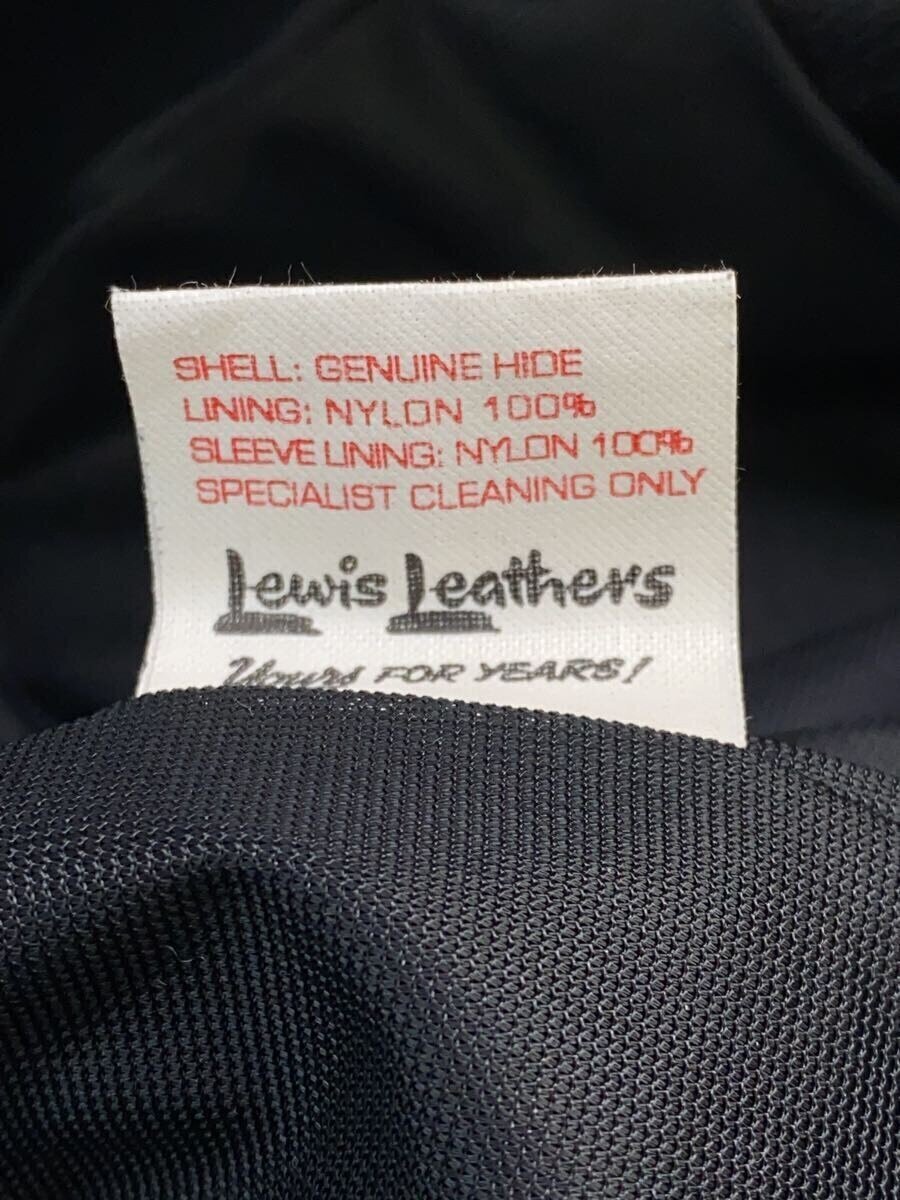 SHELL: GENUINE HIDE
LINING: NYLON 100%
SLEEVE LINING: NYLON 100%
SPECIALIST CLEANING ONLY
Lewis Leathers
Yours FOR YEARS!